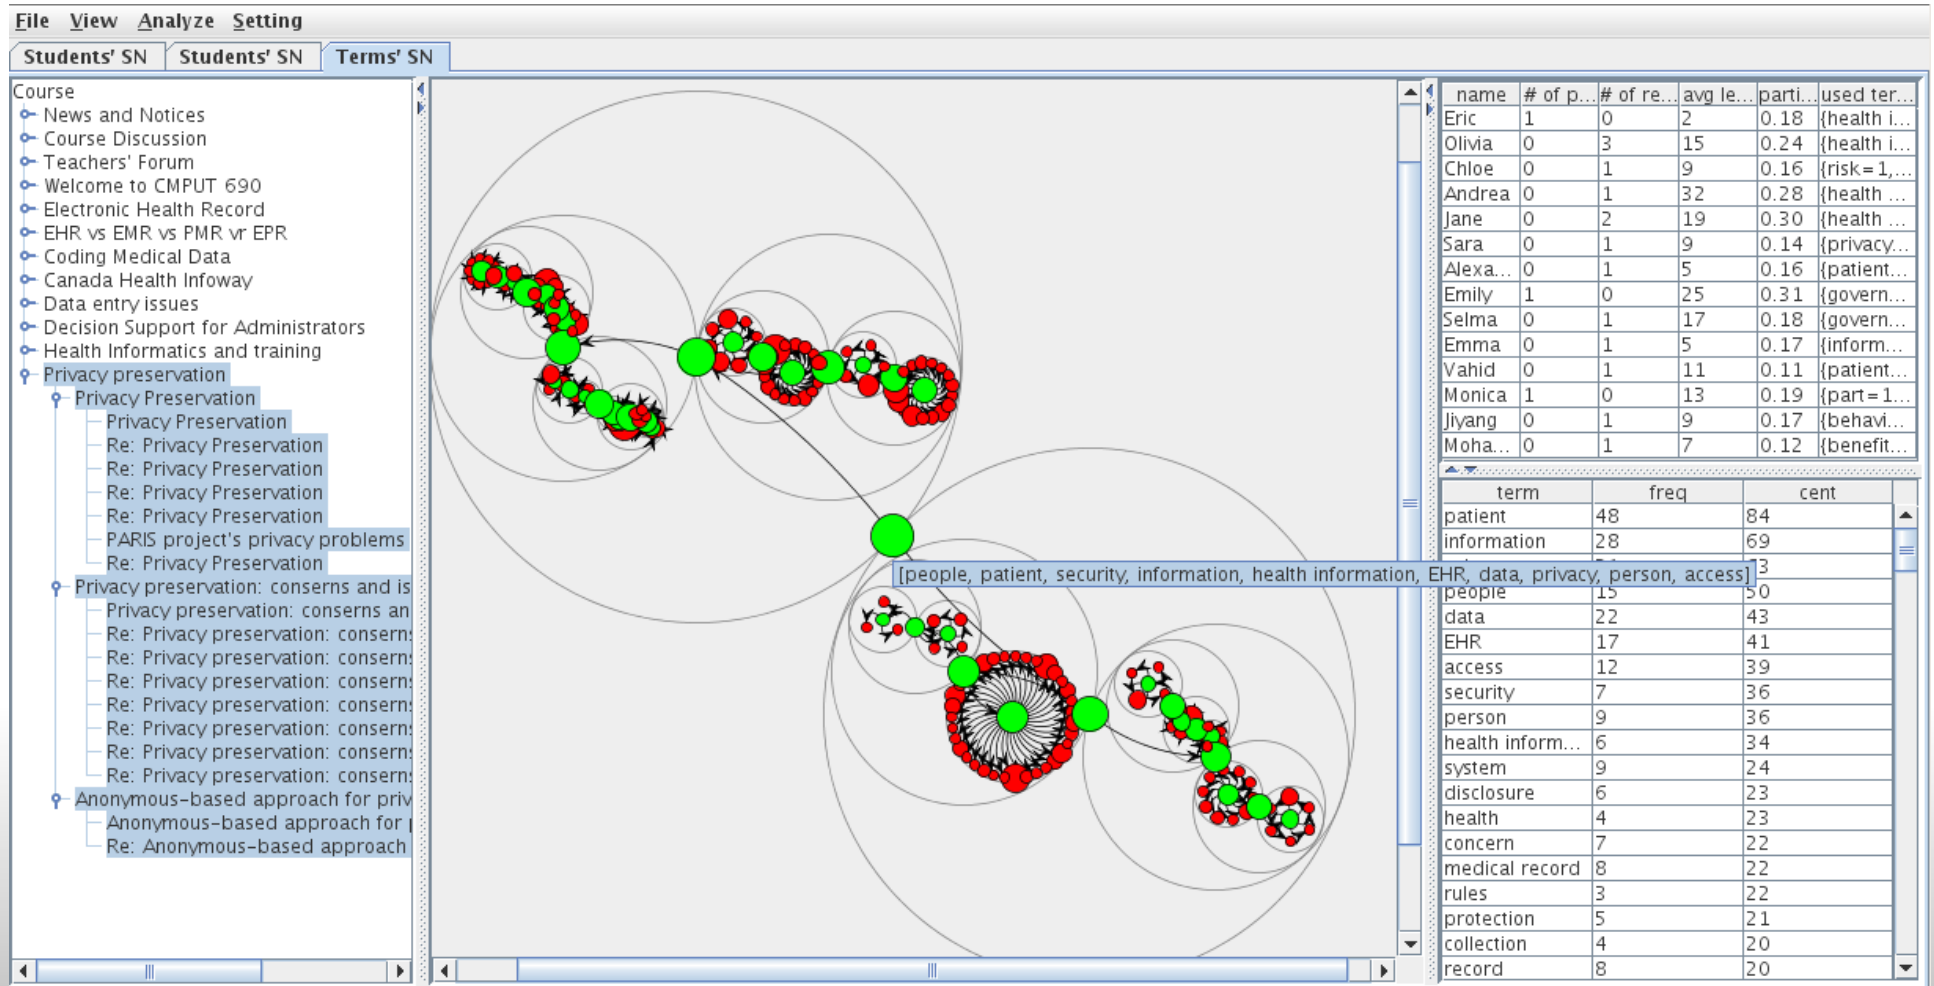 File View Analyze Setting
Students' SN Students' SN Terms' SN
Course
News and Notices
Course Discussion
Teachers' Forum
Welcome to CMPUT 690
Electronic Health Record
EHR vs EMR vs PMR vr EPR
Coding Medical Data
Canada Health Infoway
Data entry issues
Decision Support for Administrators
Health Informatics and training
Privacy preservation
Privacy Preservation
Privacy Preservation
Re: Privacy Preservation
Re: Privacy Preservation
Re: Privacy Preservation
Re: Privacy Preservation
PARIS project's privacy problems
Re: Privacy Preservation
Privacy preservation: conserns and is
Privacy preservation: conserns an
Re: Privacy preservation: conserns
Re: Privacy preservation: conserns
Re: Privacy preservation: conserns
Re: Privacy preservation: conserns
Re: Privacy preservation: conserns
Re: Privacy preservation: conserns
Re: Privacy preservation: conserns
Anonymous-based approach for priv
Anonymous-based approach for
Re: Anonymous-based approach
[people, patient, security, information, health information, EHR, data, privacy, person, access]
name # of p... # of re... avg le... parti... used ter...
Eric 1 0 2 0.18 {health i...
Olivia 0 3 15 0.24 {health i...
Chloe 0 1 9 0.16 {risk=1,...
Andrea 0 1 32 0.28 {health ...
Jane 0 2 19 0.30 {health ...
Sara 0 1 9 0.14 {privacy...
Alexa... 0 1 5 0.16 {patient...
Emily 1 0 25 0.31 {govern...
Selma 0 1 17 0.18 {govern...
Emma 0 1 5 0.17 {inform...
Vahid 0 1 11 0.11 {patient...
Monica 1 0 13 0.19 {part=1...
Jiyang 0 1 9 0.17 {behavi...
Moha... 0 1 7 0.12 {benefit...
term freq cent
patient 48 84
information 28 69
3
people 15 50
data 22 43
EHR 17 41
access 12 39
security 7 36
person 9 36
health inform... 6 34
system 9 24
disclosure 6 23
health 4 23
concern 7 22
medical record 8 22
rules 3 22
protection 5 21
collection 4 20
record 8 20